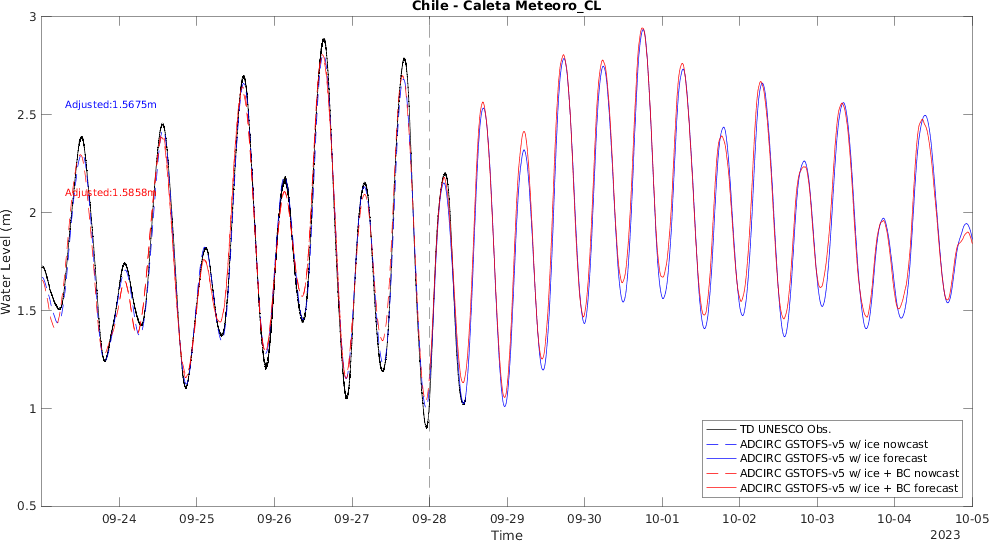 Chile - Caleta Meteoro_CL
3
2.5
2
1.5
1
0.5
Water Level (m)
Adjusted:1.5675m
Adjusted:1.5858m
TD UNESCO Obs.
ADCIRC GSTOFS-v5 w/ ice nowcast
ADCIRC GSTOFS-v5 w/ ice forecast
ADCIRC GSTOFS-v5 w/ ice + BC nowcast
ADCIRC GSTOFS-v5 w/ ice + BC forecast
09-24 09-25 09-26 09-27 09-28 09-29 09-30 10-01 10-02 10-03 10-04 10-05
Time
2023